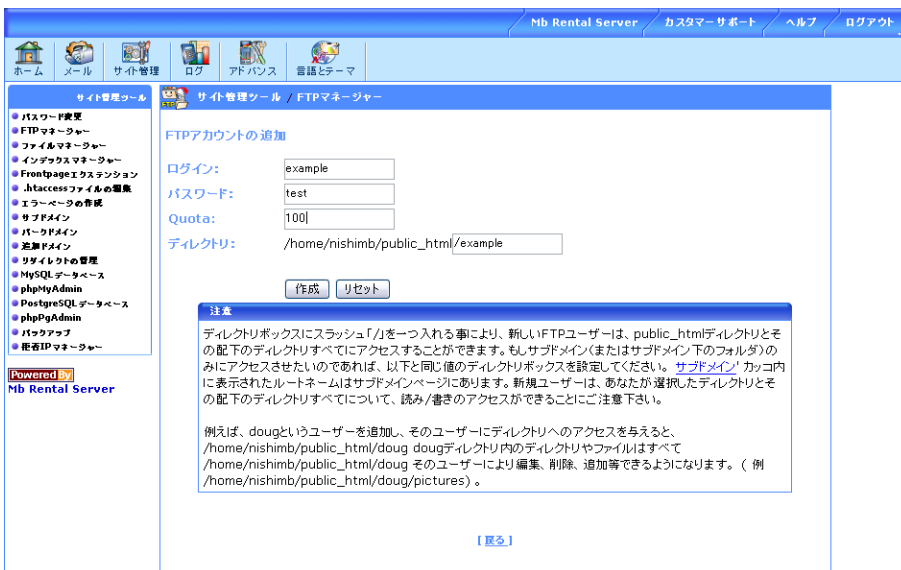 Mb Rental Server カスタマーサポート ヘルプ ログアウト
ホーム メール サイト管理 ログ アドバンス 言語とテーマ
サイト管理ツール
パスワード変更
FTPマネージャー
ファイルマネージャー
インデックスマネージャー
Frontpageエクステンション
.htaccessファイルの編集
エラーページの作成
サブドメイン
パークドメイン
追加ドメイン
リダイレクトの管理
MySQLデータベース
phpMyAdmin
PostgreSQLデータベース
phpPgAdmin
バックアップ
拒否IPマネージャー
Powered By
Mb Rental Server
FTP
サイト管理ツール / FTPマネージャー
FTPアカウントの追加
ログイン: example
パスワード: test
Quota: 100
ディレクトリ: /home/nishimb/public_html/example
作成 リセット
注意
ディレクトリボックスにスラッシュ「/」を一つ入れる事により、新しいFTPユーザーは、public_htmlディレクトリとそ
の配下のディレクトリすべてにアクセスすることができます。もしサブドメイン(またはサブドメイン下のフォルダ)の
みにアクセスさせたいのであれば、以下と同じ値のディレクトリボックスを設定してください。 サブドメイン' カッコ内
に表示されたルートネームはサブドメインページにあります。新規ユーザーは、あなたが選択したディレクトリとそ
の配下のディレクトリすべてについて、読み/書きのアクセスができることにご注意下さい。
例えば、dougというユーザーを追加し、そのユーザーにディレクトリへのアクセスを与えると、
/home/nishimb/public_html/doug dougディレクトリ内のディレクトリやファイルはすべて
/home/nishimb/public_html/doug そのユーザーにより編集、削除、追加等できるようになります。 ( 例
/home/nishimb/public_html/doug/pictures) 。
[ 戻る ]